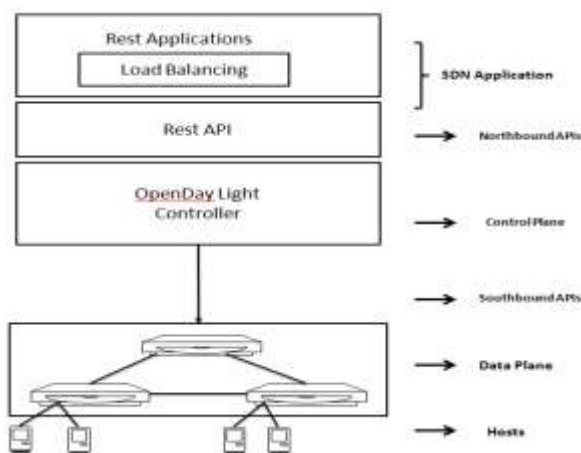 Rest Applications
Load Balancing
SDN Application
Rest API
Northbound APIs
OpenDay Light
Controller
Control Plane
Southbound APIs
Data Plane
Hosts